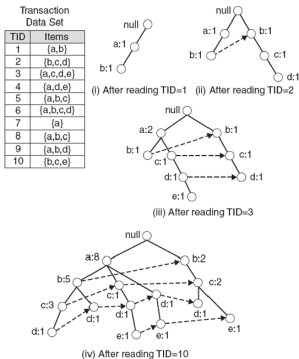 Transaction
Data Set
TID Items
1 {a,b}
2 {b,c,d}
3 {a,c,d,e}
4 {a,d,e}
5 {a,b,c}
6 {a,b,c,d}
7 {a}
8 {a,b,c}
9 {a,b,d}
10 {b,c,e}
null
a:1
b:1
(i) After reading TID=1
null
a:1
b:1
b:1
c:1
d:1
(ii) After reading TID=2
null
a:2
b:1
b:1
c:1
c:1
d:1
d:1
e:1
(iii) After reading TID=3
null
a:8
b:2
b:5
c:2
c:1
c:3
d:1
d:1
d:1
d:1
d:1
e:1
e:1
e:1
(iv) After reading TID=10